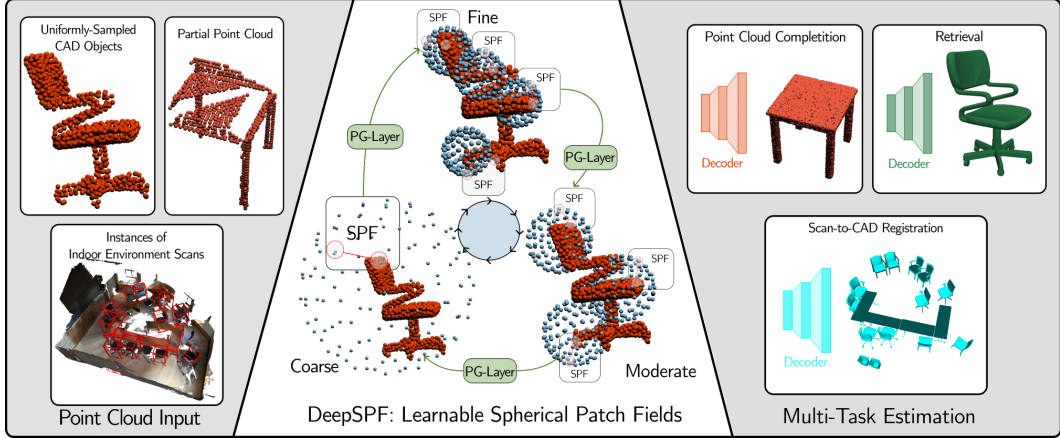 Uniformly-Sampled
CAD Objects
Partial Point Cloud
Instances of
Indoor Environment Scans
Point Cloud Input
SPF
Fine
SPF
SPF
PG-Layer
PG-Layer
SPF
SPF
SPF
SPF
SPF
Coarse
PG-Layer
Moderate
DeepSPF: Learnable Spherical Patch Fields
Point Cloud Completition
Decoder
Retrieval
Decoder
Scan-to-CAD Registration
Decoder
Multi-Task Estimation